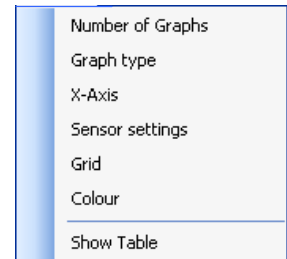 Number of Graphs
Graph type
X-Axis
Sensor settings
Grid
Colour
Show Table